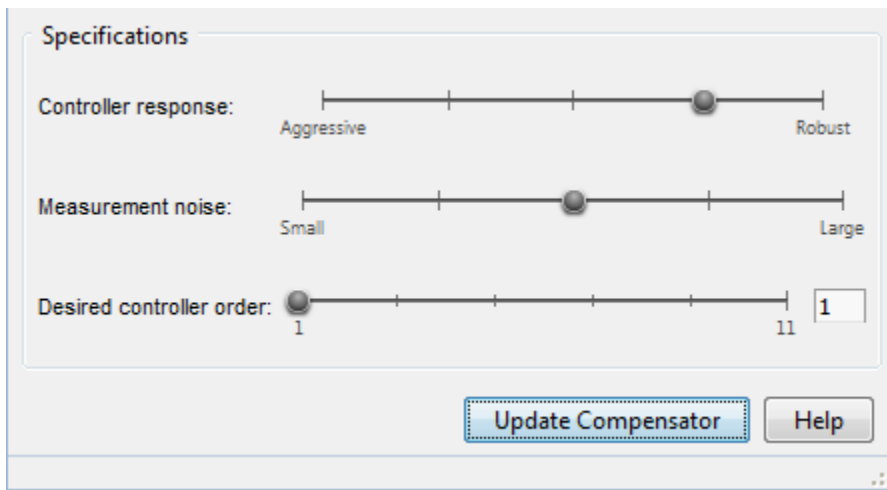 Specifications
Controller response:
Aggressive Robust
Measurement noise:
Small Large
Desired controller order: 1
1 11
Update Compensator Help